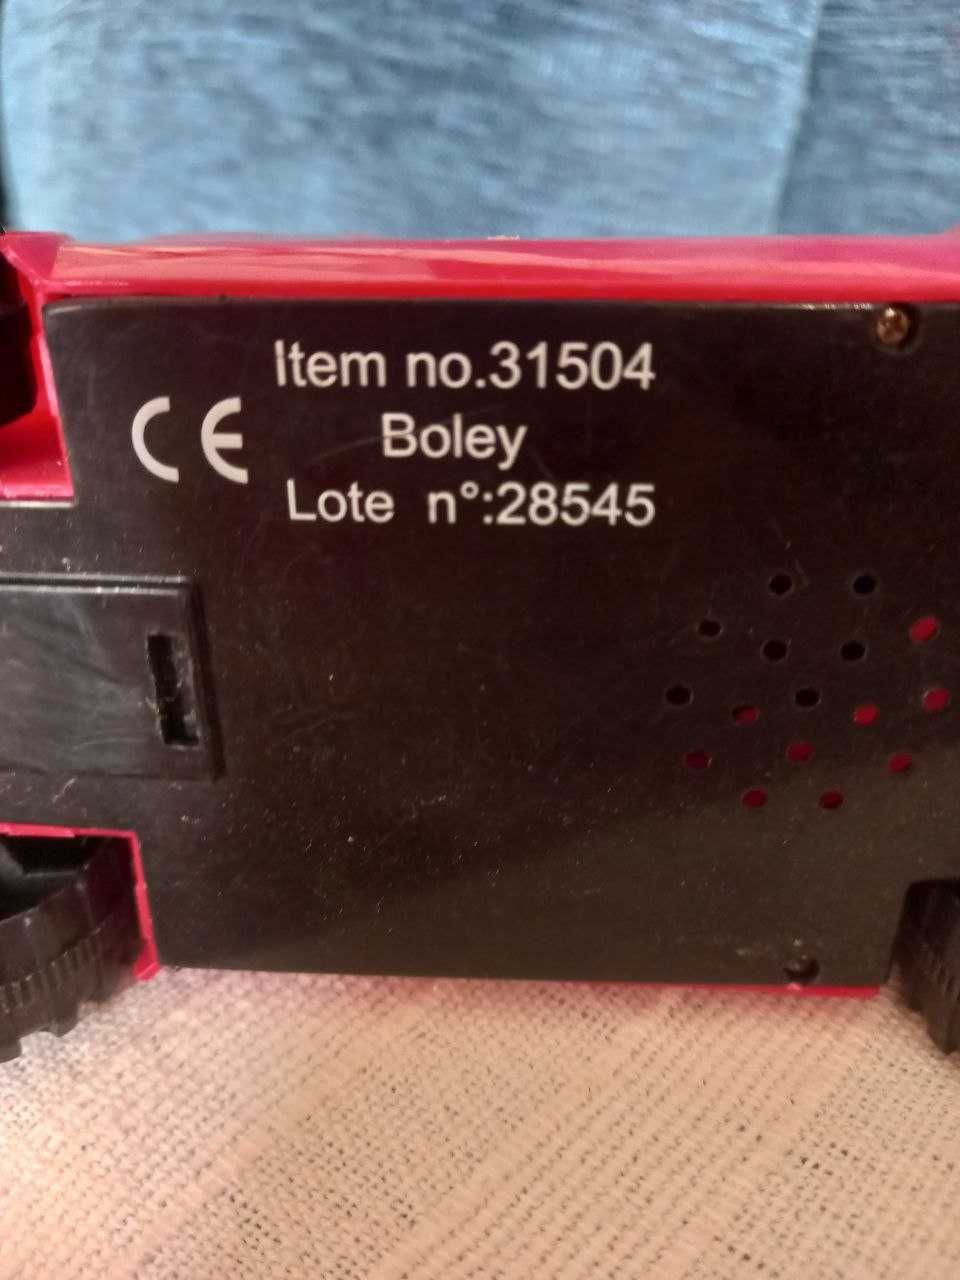 Item no.31504
CE Boley
Lote n°:28545